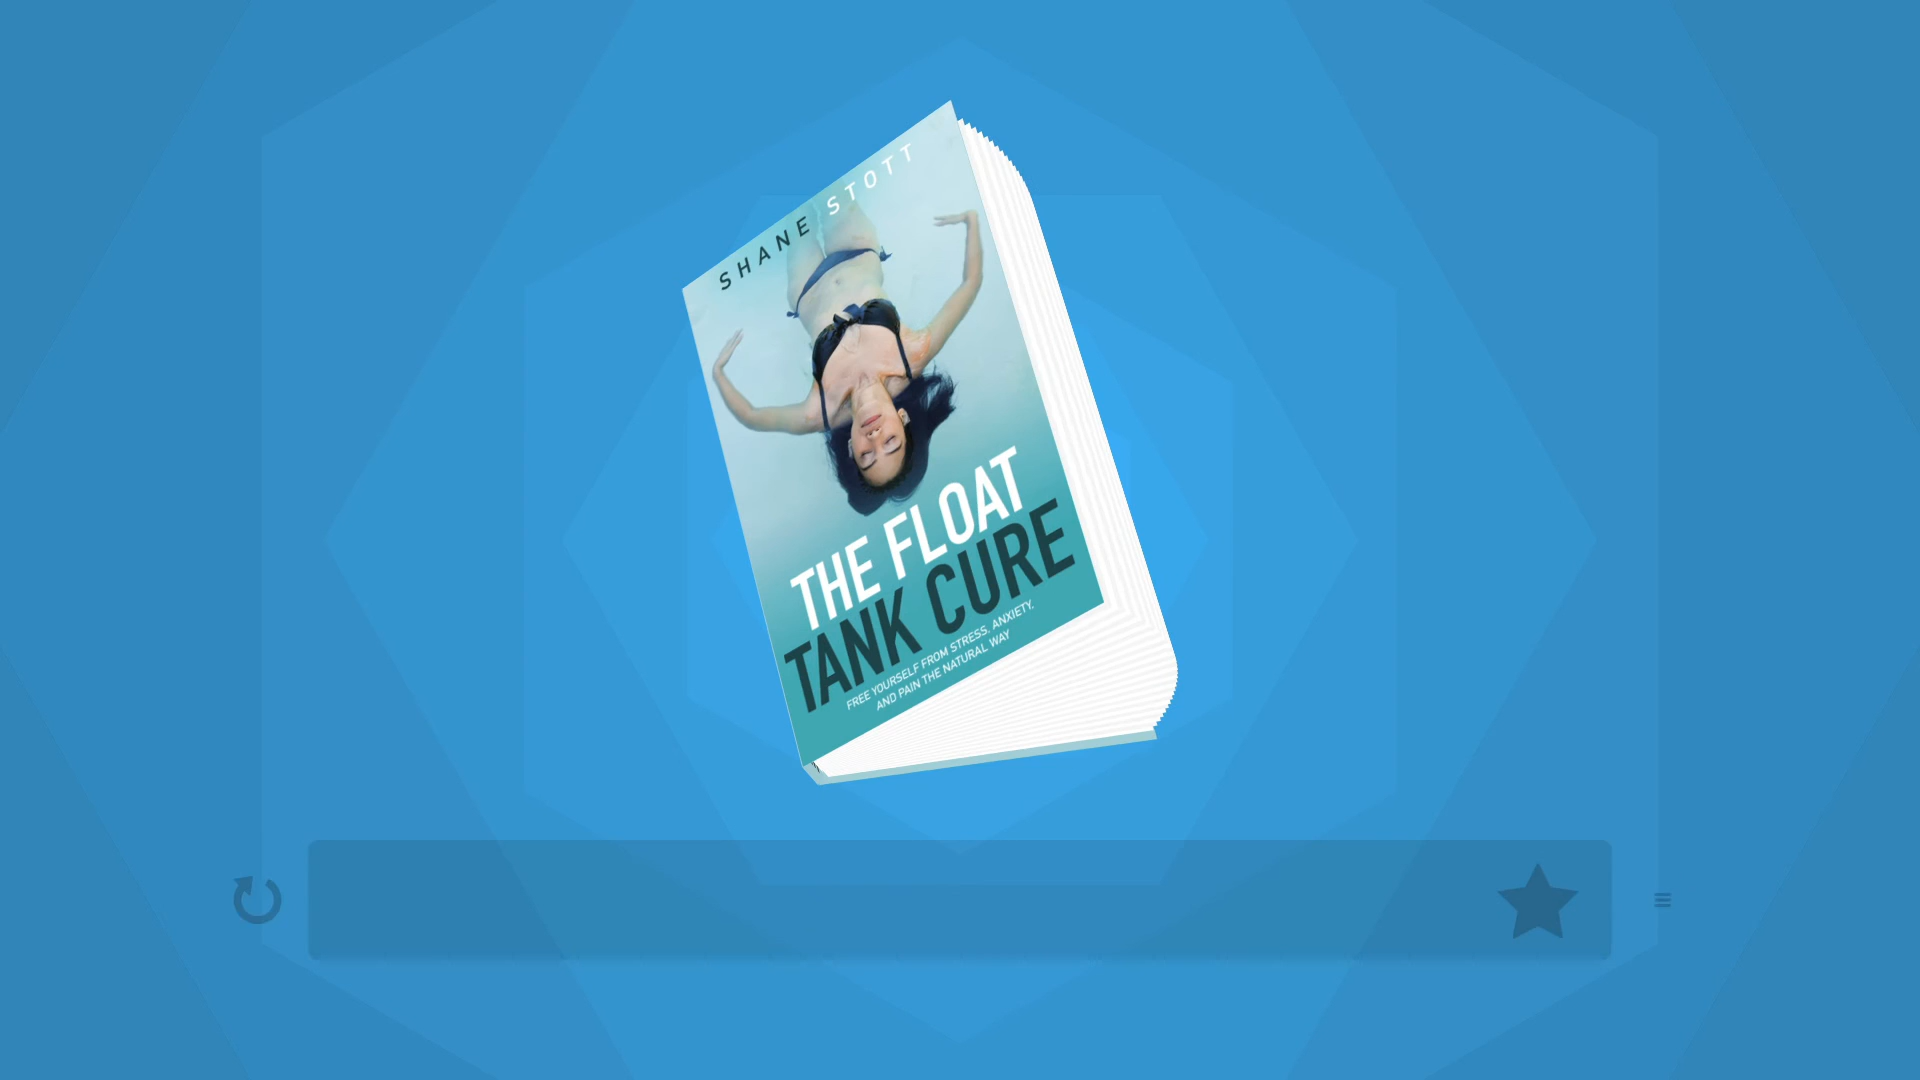 SHANE STOTT
THE FLOAT
TANK CURE
FREE YOURSELF FROM STRESS, ANXIETY,
AND PAIN THE NATURAL WAY